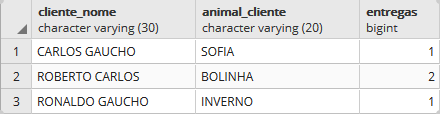 cliente_nome animal_cliente entregas
character varying (30) character varying (20) bigint
1 CARLOS GAUCHO SOFIA 1
2 ROBERTO CARLOS BOLINHA 2
3 RONALDO GAUCHO INVERNO 1